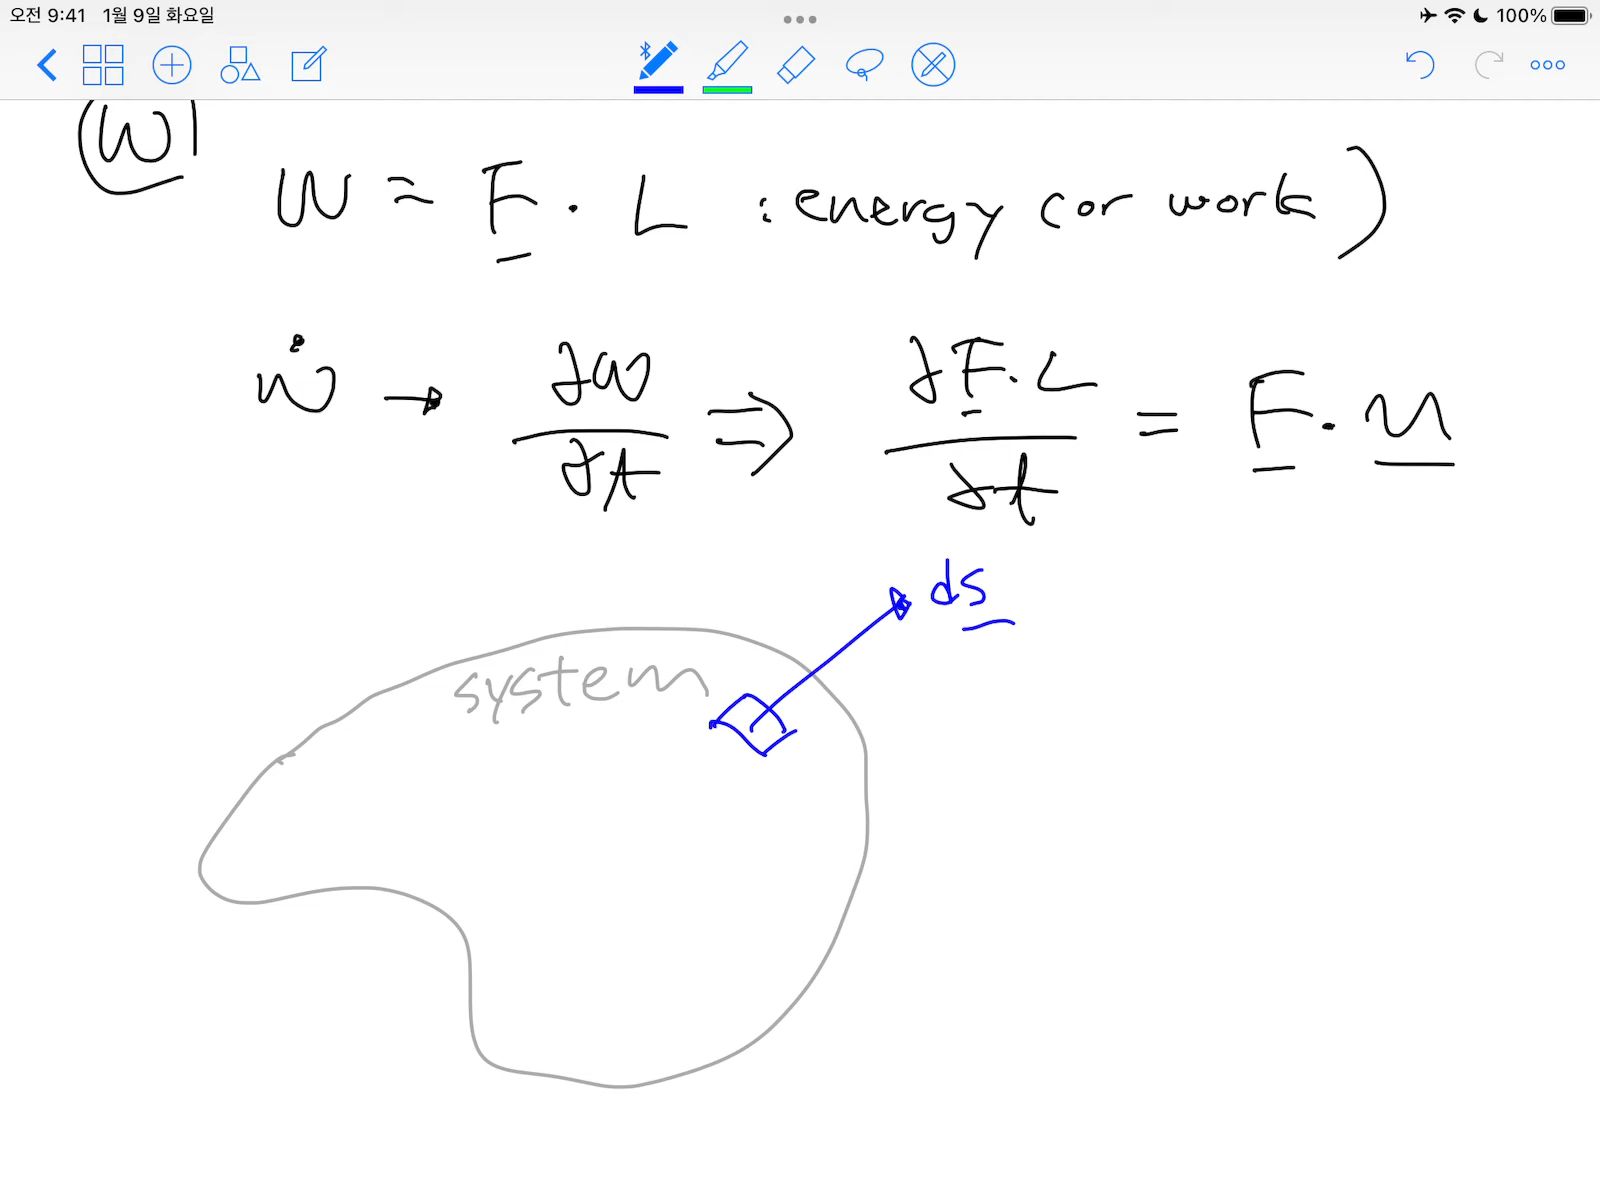 오전 9:41 1월 9일 화요일 100%
(W)
W = F · L : energy (or work)
Ẇ → ∂W/∂t ⇒ ∂F·L/∂t = F · u
ds
system